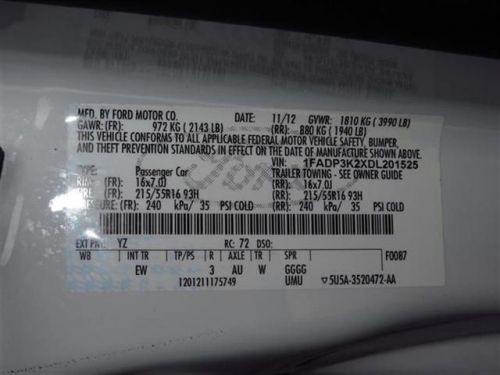 MFD. BY FORD MOTOR CO. DATE: 11/12 GVWR: 1810 KG (3990 LB)
GAWR: (FR): 972 KG (2143 LB) (RR): 880 KG (1940 LB)
THIS VEHICLE CONFORMS TO ALL APPLICABLE FEDERAL MOTOR VEHICLE SAFETY, BUMPER,
AND THEFT PREVENTION STANDARDS IN EFFECT ON THE DATE OF MANUFACTURE SHOWN ABOVE.
VIN: 1FADP3K2XDL201525
TYPE: Passenger Car TRAILER TOWING - SEE OWNER GUIDE
RIM (FR): 16x7.0J (RR): 16x7.0J
TIRE (FR): 215/55R16 93H (RR): 215/55R16 93H
PRESSURE: (FR): 240 kPa/ 35 PSI COLD (RR): 240 kPa/ 35 PSI COLD
EXT PNT: YZ RC: 72 DSO:
WB INT TR TP/PS R AXLE TR SPR F0087
EW 3 AU W GGGG
1201211175749 UMU ▽5U5A-3520472-AA